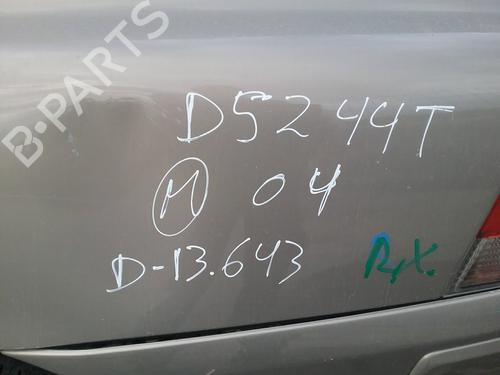 B-PARTS
D5244T
M 04
D-13.643 RX.